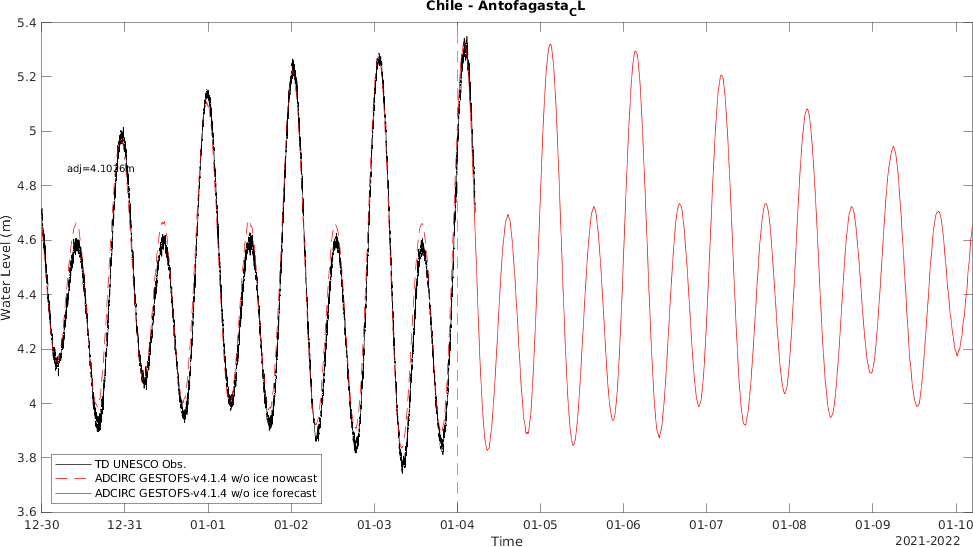 Chile - Antofagasta_CL
5.4
5.2
5
4.8
4.6
4.4
4.2
4
3.8
3.6
Water Level (m)
adj=4.1026m
TD UNESCO Obs.
ADCIRC GESTOFS-v4.1.4 w/o ice nowcast
ADCIRC GESTOFS-v4.1.4 w/o ice forecast
12-30 12-31 01-01 01-02 01-03 01-04 01-05 01-06 01-07 01-08 01-09 01-10
Time
2021-2022